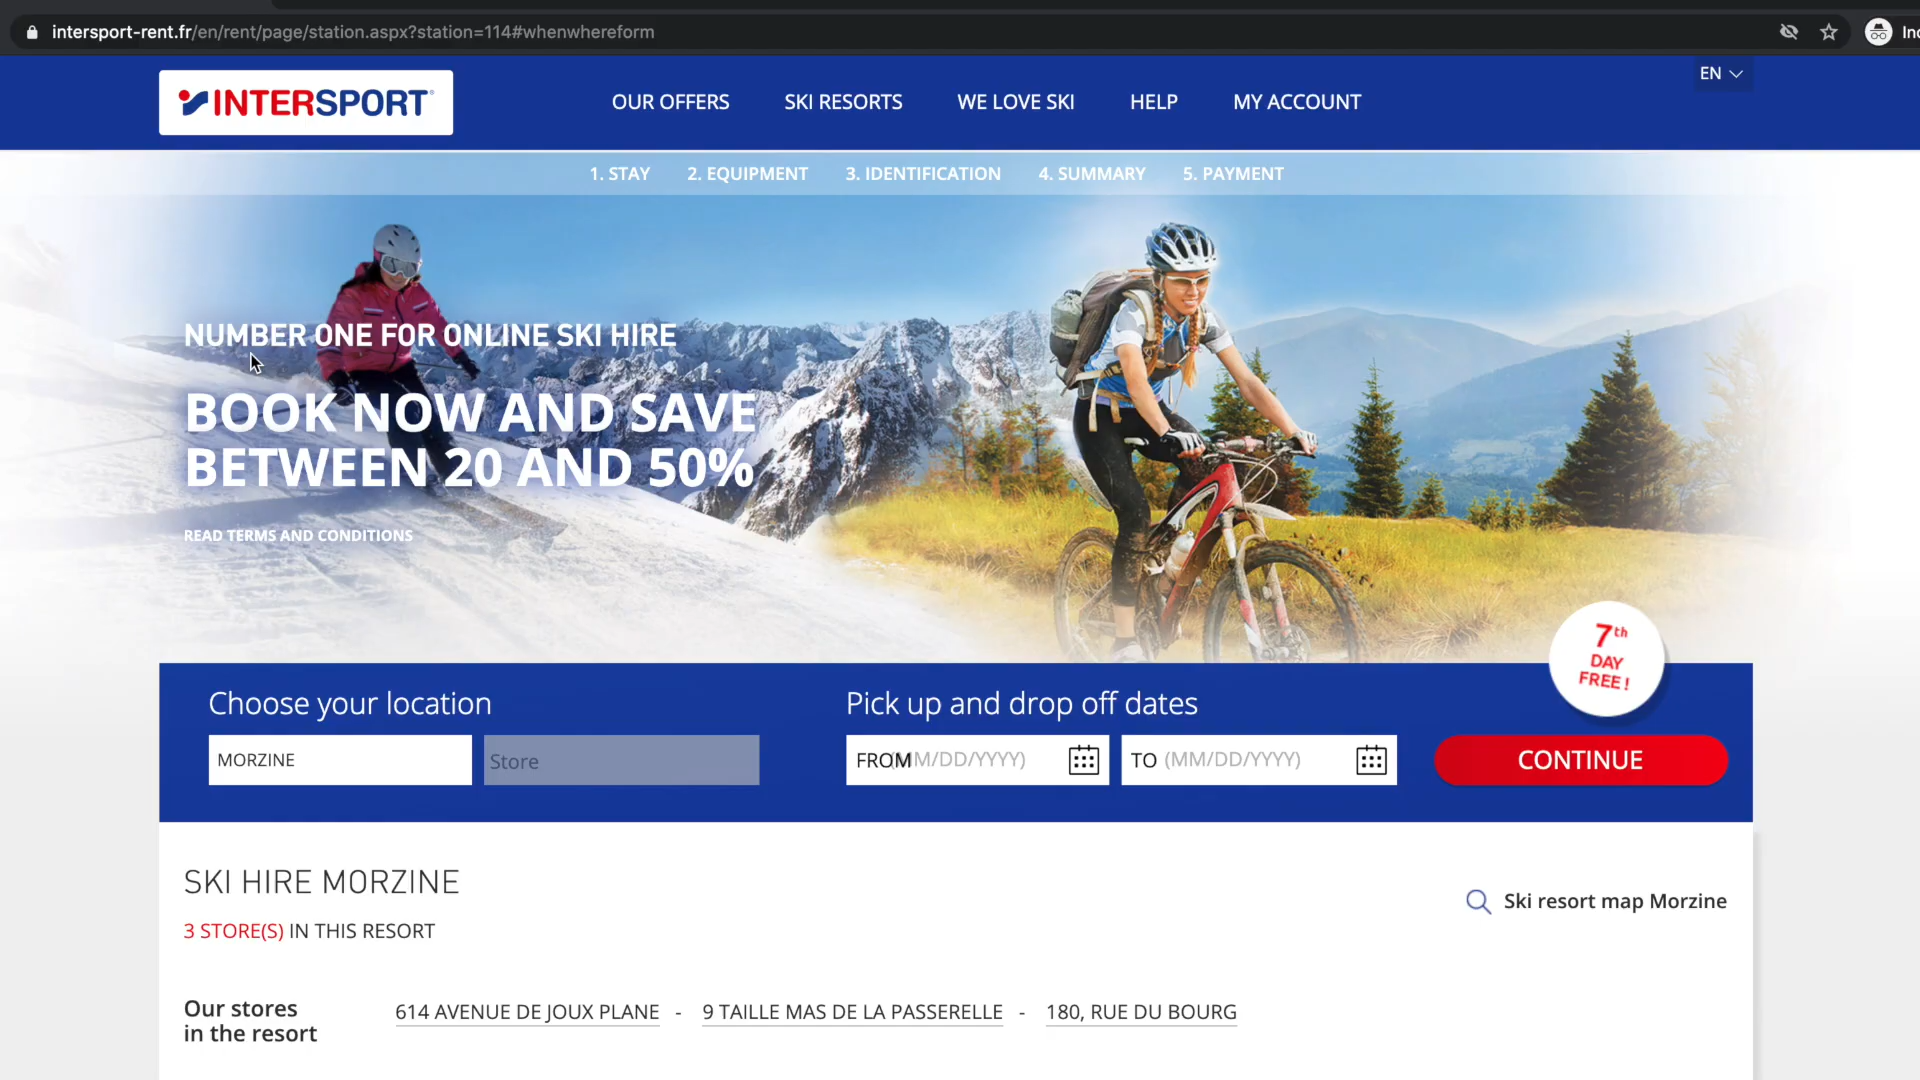 intersport-rent.fr/en/rent/page/station.aspx?station=114#whenwhereform
INTERSPORT
OUR OFFERS SKI RESORTS WE LOVE SKI HELP MY ACCOUNT
EN
1. STAY 2. EQUIPMENT 3. IDENTIFICATION 4. SUMMARY 5. PAYMENT
NUMBER ONE FOR ONLINE SKI HIRE
BOOK NOW AND SAVE
BETWEEN 20 AND 50%
READ TERMS AND CONDITIONS
7th
DAY
FREE !
Choose your location
MORZINE
Store
Pick up and drop off dates
FROM (MM/DD/YYYY)
TO (MM/DD/YYYY)
CONTINUE
SKI HIRE MORZINE
Ski resort map Morzine
3 STORE(S) IN THIS RESORT
Our stores
in the resort
614 AVENUE DE JOUX PLANE - 9 TAILLE MAS DE LA PASSERELLE - 180, RUE DU BOURG